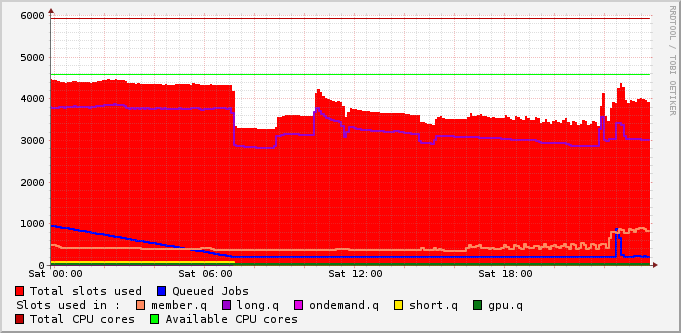 RRDTOOL / TOBI OETIKER
6000
5000
4000
3000
2000
1000
0
Sat 00:00 Sat 06:00 Sat 12:00 Sat 18:00
Total slots used Queued Jobs
Slots used in : member.q long.q ondemand.q short.q gpu.q
Total CPU cores Available CPU cores